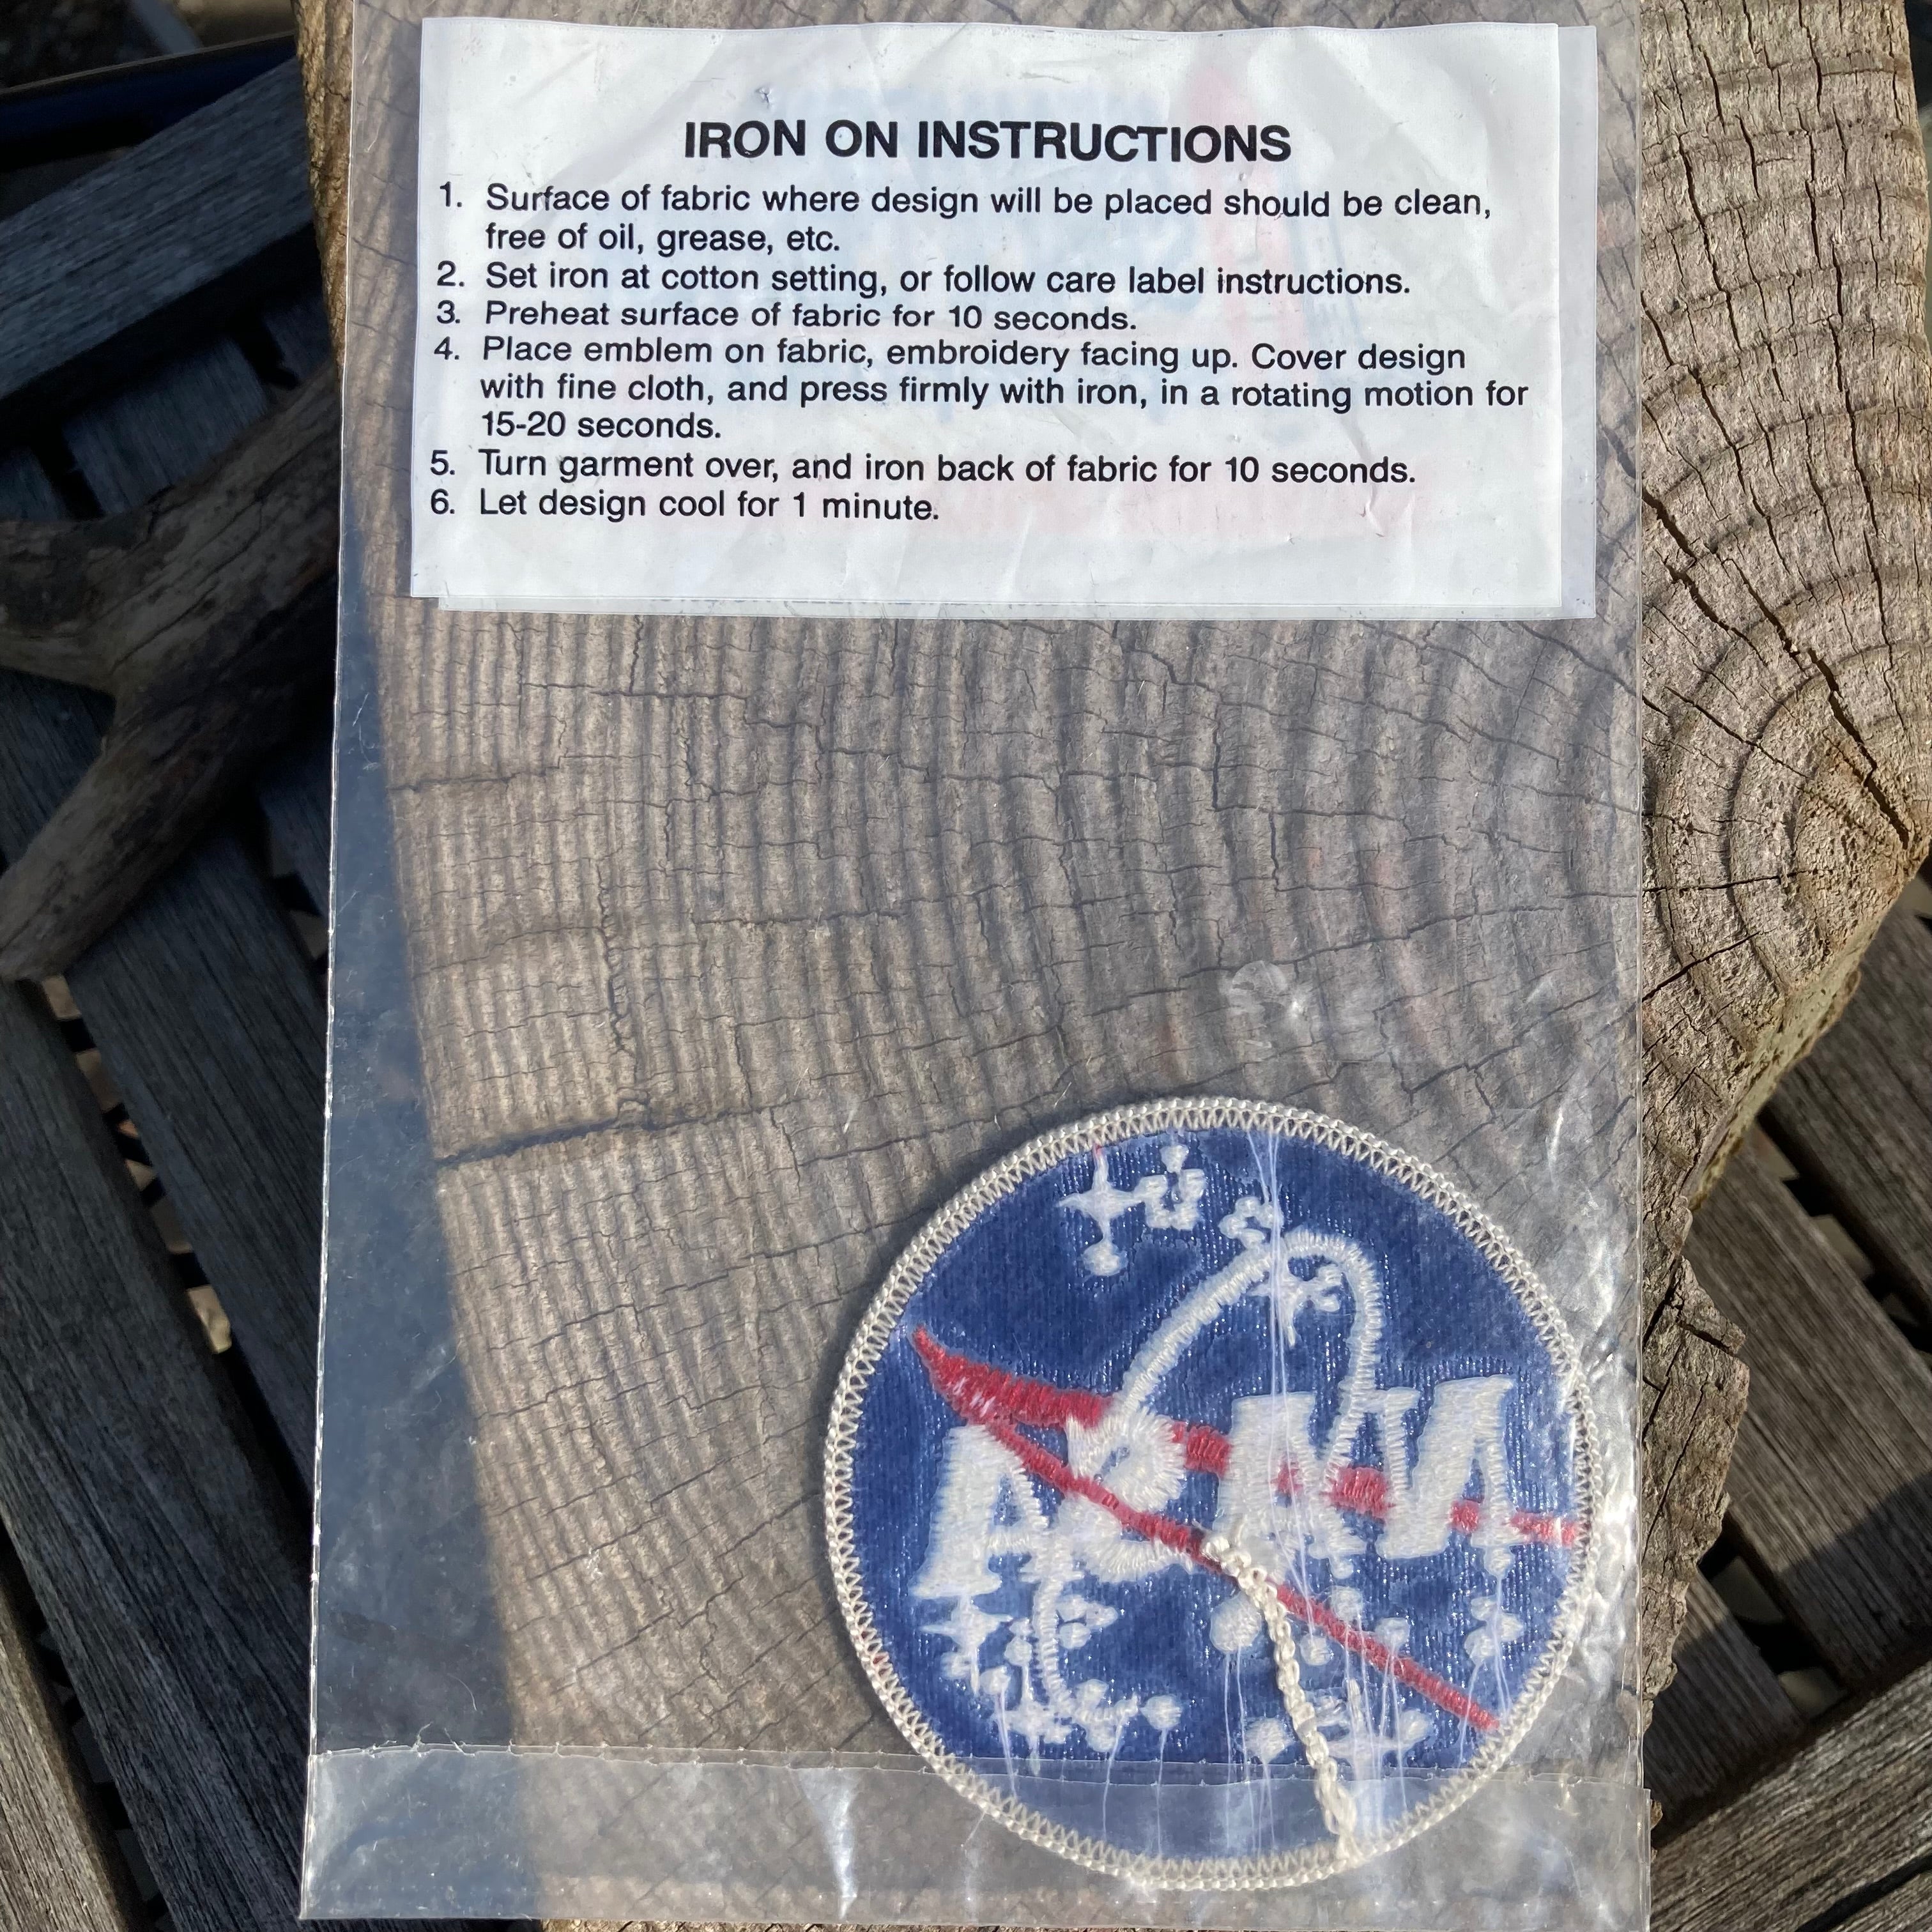 IRON ON INSTRUCTIONS
1. Surface of fabric where design will be placed should be clean,
free of oil, grease, etc.
2. Set iron at cotton setting, or follow care label instructions.
3. Preheat surface of fabric for 10 seconds.
4. Place emblem on fabric, embroidery facing up. Cover design
with fine cloth, and press firmly with iron, in a rotating motion for
15-20 seconds.
5. Turn garment over, and iron back of fabric for 10 seconds.
6. Let design cool for 1 minute.
NASA